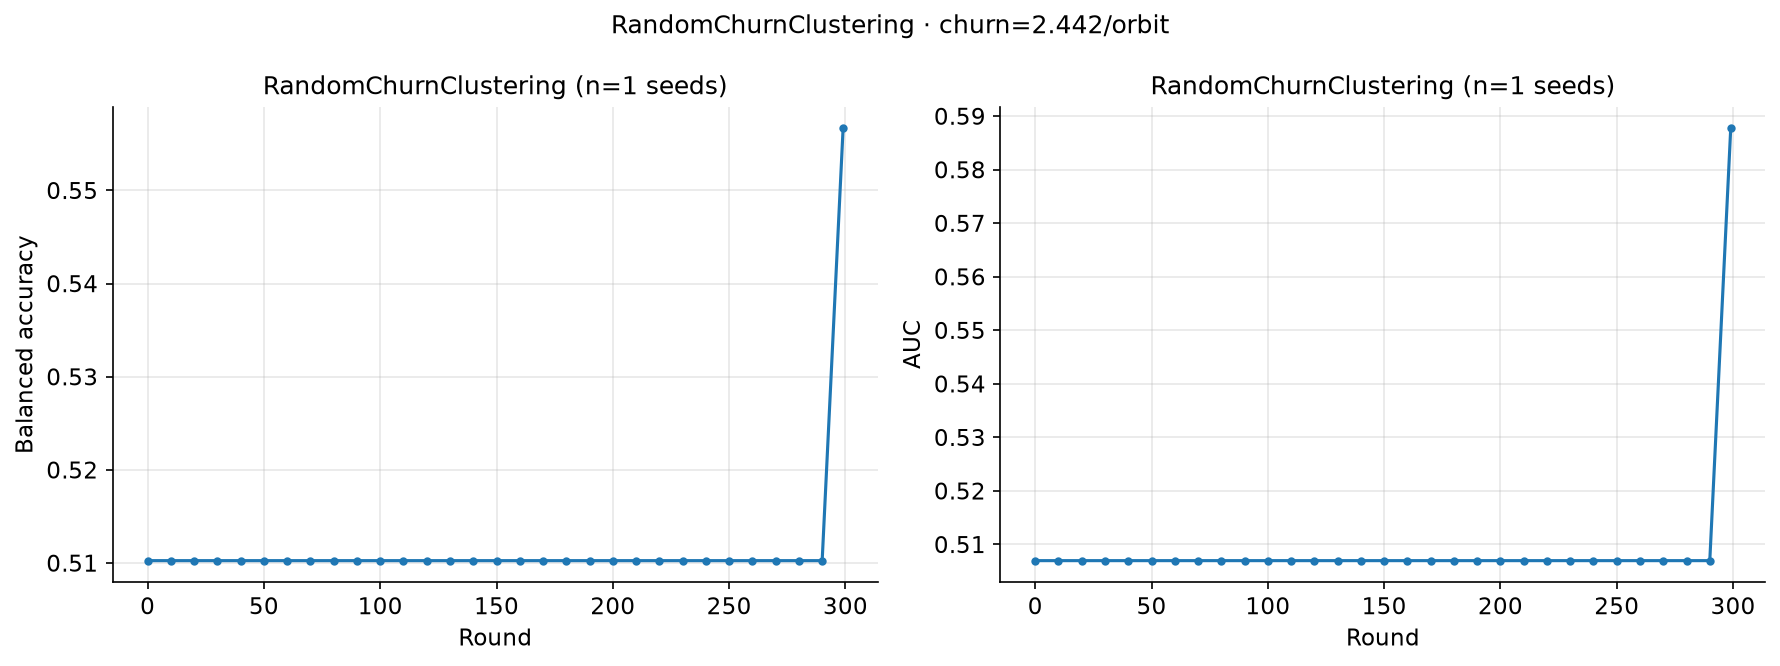 RandomChurnClustering · churn=2.442/orbit
RandomChurnClustering (n=1 seeds)
Balanced accuracy
0.55
0.54
0.53
0.52
0.51
0 50 100 150 200 250 300
Round
RandomChurnClustering (n=1 seeds)
AUC
0.59
0.58
0.57
0.56
0.55
0.54
0.53
0.52
0.51
0 50 100 150 200 250 300
Round